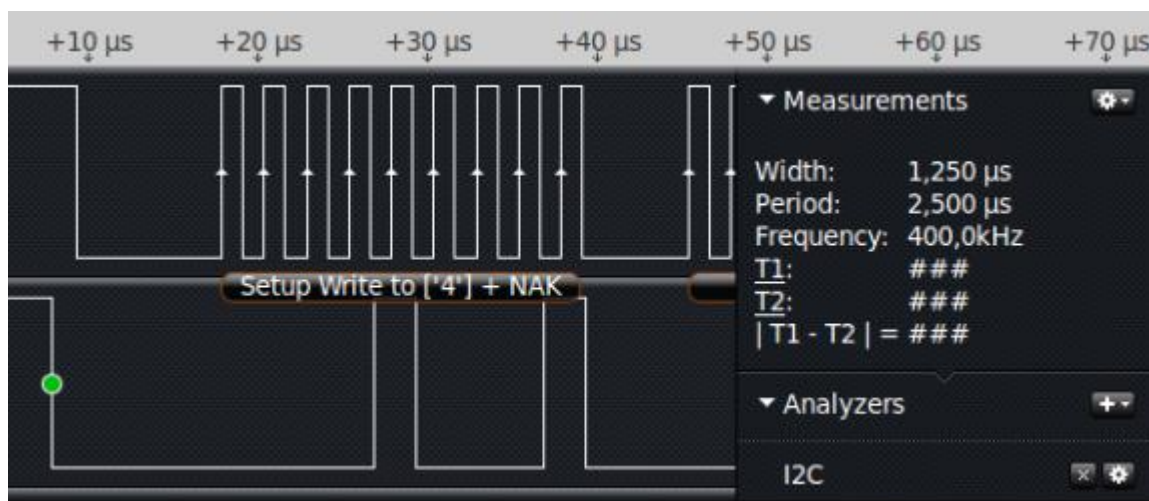 +10 µs +20 µs +30 µs +40 µs +50 µs +60 µs +70 µs
Setup Write to ['4'] + NAK
Measurements
Width: 1,250 µs
Period: 2,500 µs
Frequency: 400,0kHz
T1: ###
T2: ###
| T1 - T2 | = ###
Analyzers
I2C